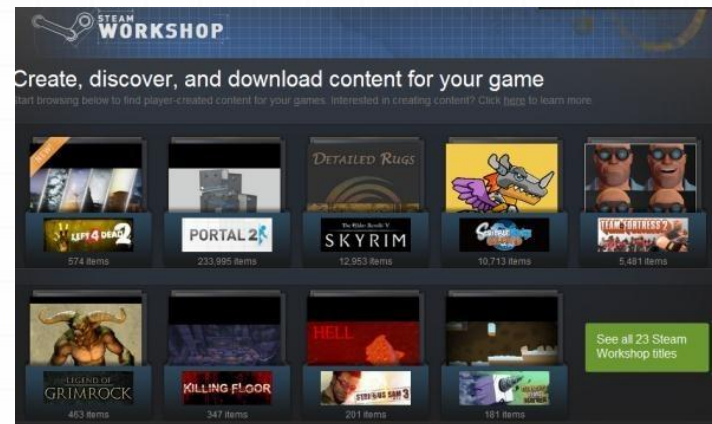 STEAM
WORKSHOP
Create, discover, and download content for your game
Start browsing below to find player-created content for your games. Interested in creating content? Click here to learn more.
NEW
DETAILED RUGS
LEFT 4 DEAD 2
PORTAL 2
The Elder Scrolls V
SKYRIM
TEAM FORTRESS 2
574 items
233,995 items
12,953 items
10,713 items
5,481 items
HELL
See all 23 Steam
Workshop titles
LEGEND OF
GRIMROCK
KILLING FLOOR
SERIOUS SAM 3
463 items
347 items
201 items
181 items